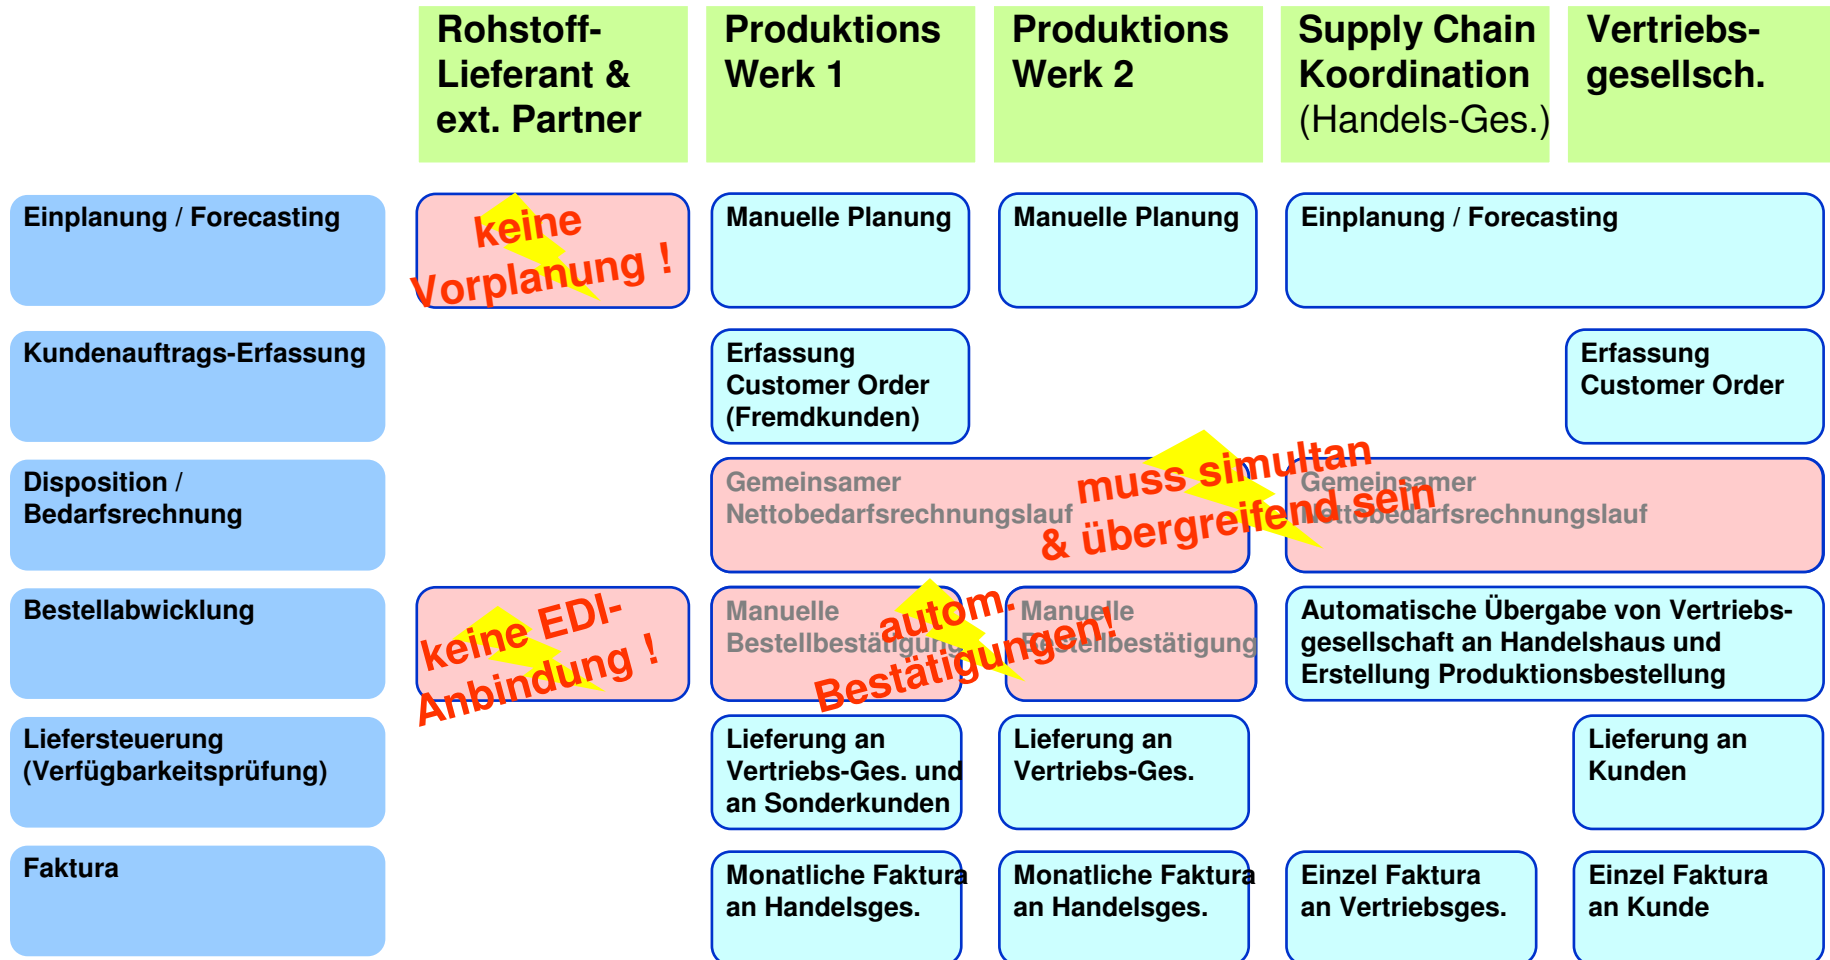 Rohstoff-
Lieferant &
ext. Partner
Produktions
Werk 1
Produktions
Werk 2
Supply Chain
Koordination
(Handels-Ges.)
Vertriebs-
gesellsch.
Einplanung / Forecasting
keine
Vorplanung !
Manuelle Planung
Manuelle Planung
Einplanung / Forecasting
Kundenauftrags-Erfassung
Erfassung
Customer Order
(Fremdkunden)
Erfassung
Customer Order
Disposition /
Bedarfsrechnung
Gemeinsamer
Nettobedarfsrechnungslauf
muss simultan
& übergreifend sein
Gemeinsamer
Nettobedarfsrechnungslauf
Bestellabwicklung
keine EDI-
Anbindung !
Manuelle
Bestellbestätigung
autom.
Bestätigungen!
Manuelle
Bestellbestätigung
Automatische Übergabe von Vertriebs-
gesellschaft an Handelshaus und
Erstellung Produktionsbestellung
Liefersteuerung
(Verfügbarkeitsprüfung)
Lieferung an
Vertriebs-Ges. und
an Sonderkunden
Lieferung an
Vertriebs-Ges.
Lieferung an
Kunden
Faktura
Monatliche Faktura
an Handelsges.
Monatliche Faktura
an Handelsges.
Einzel Faktura
an Vertriebsges.
Einzel Faktura
an Kunde